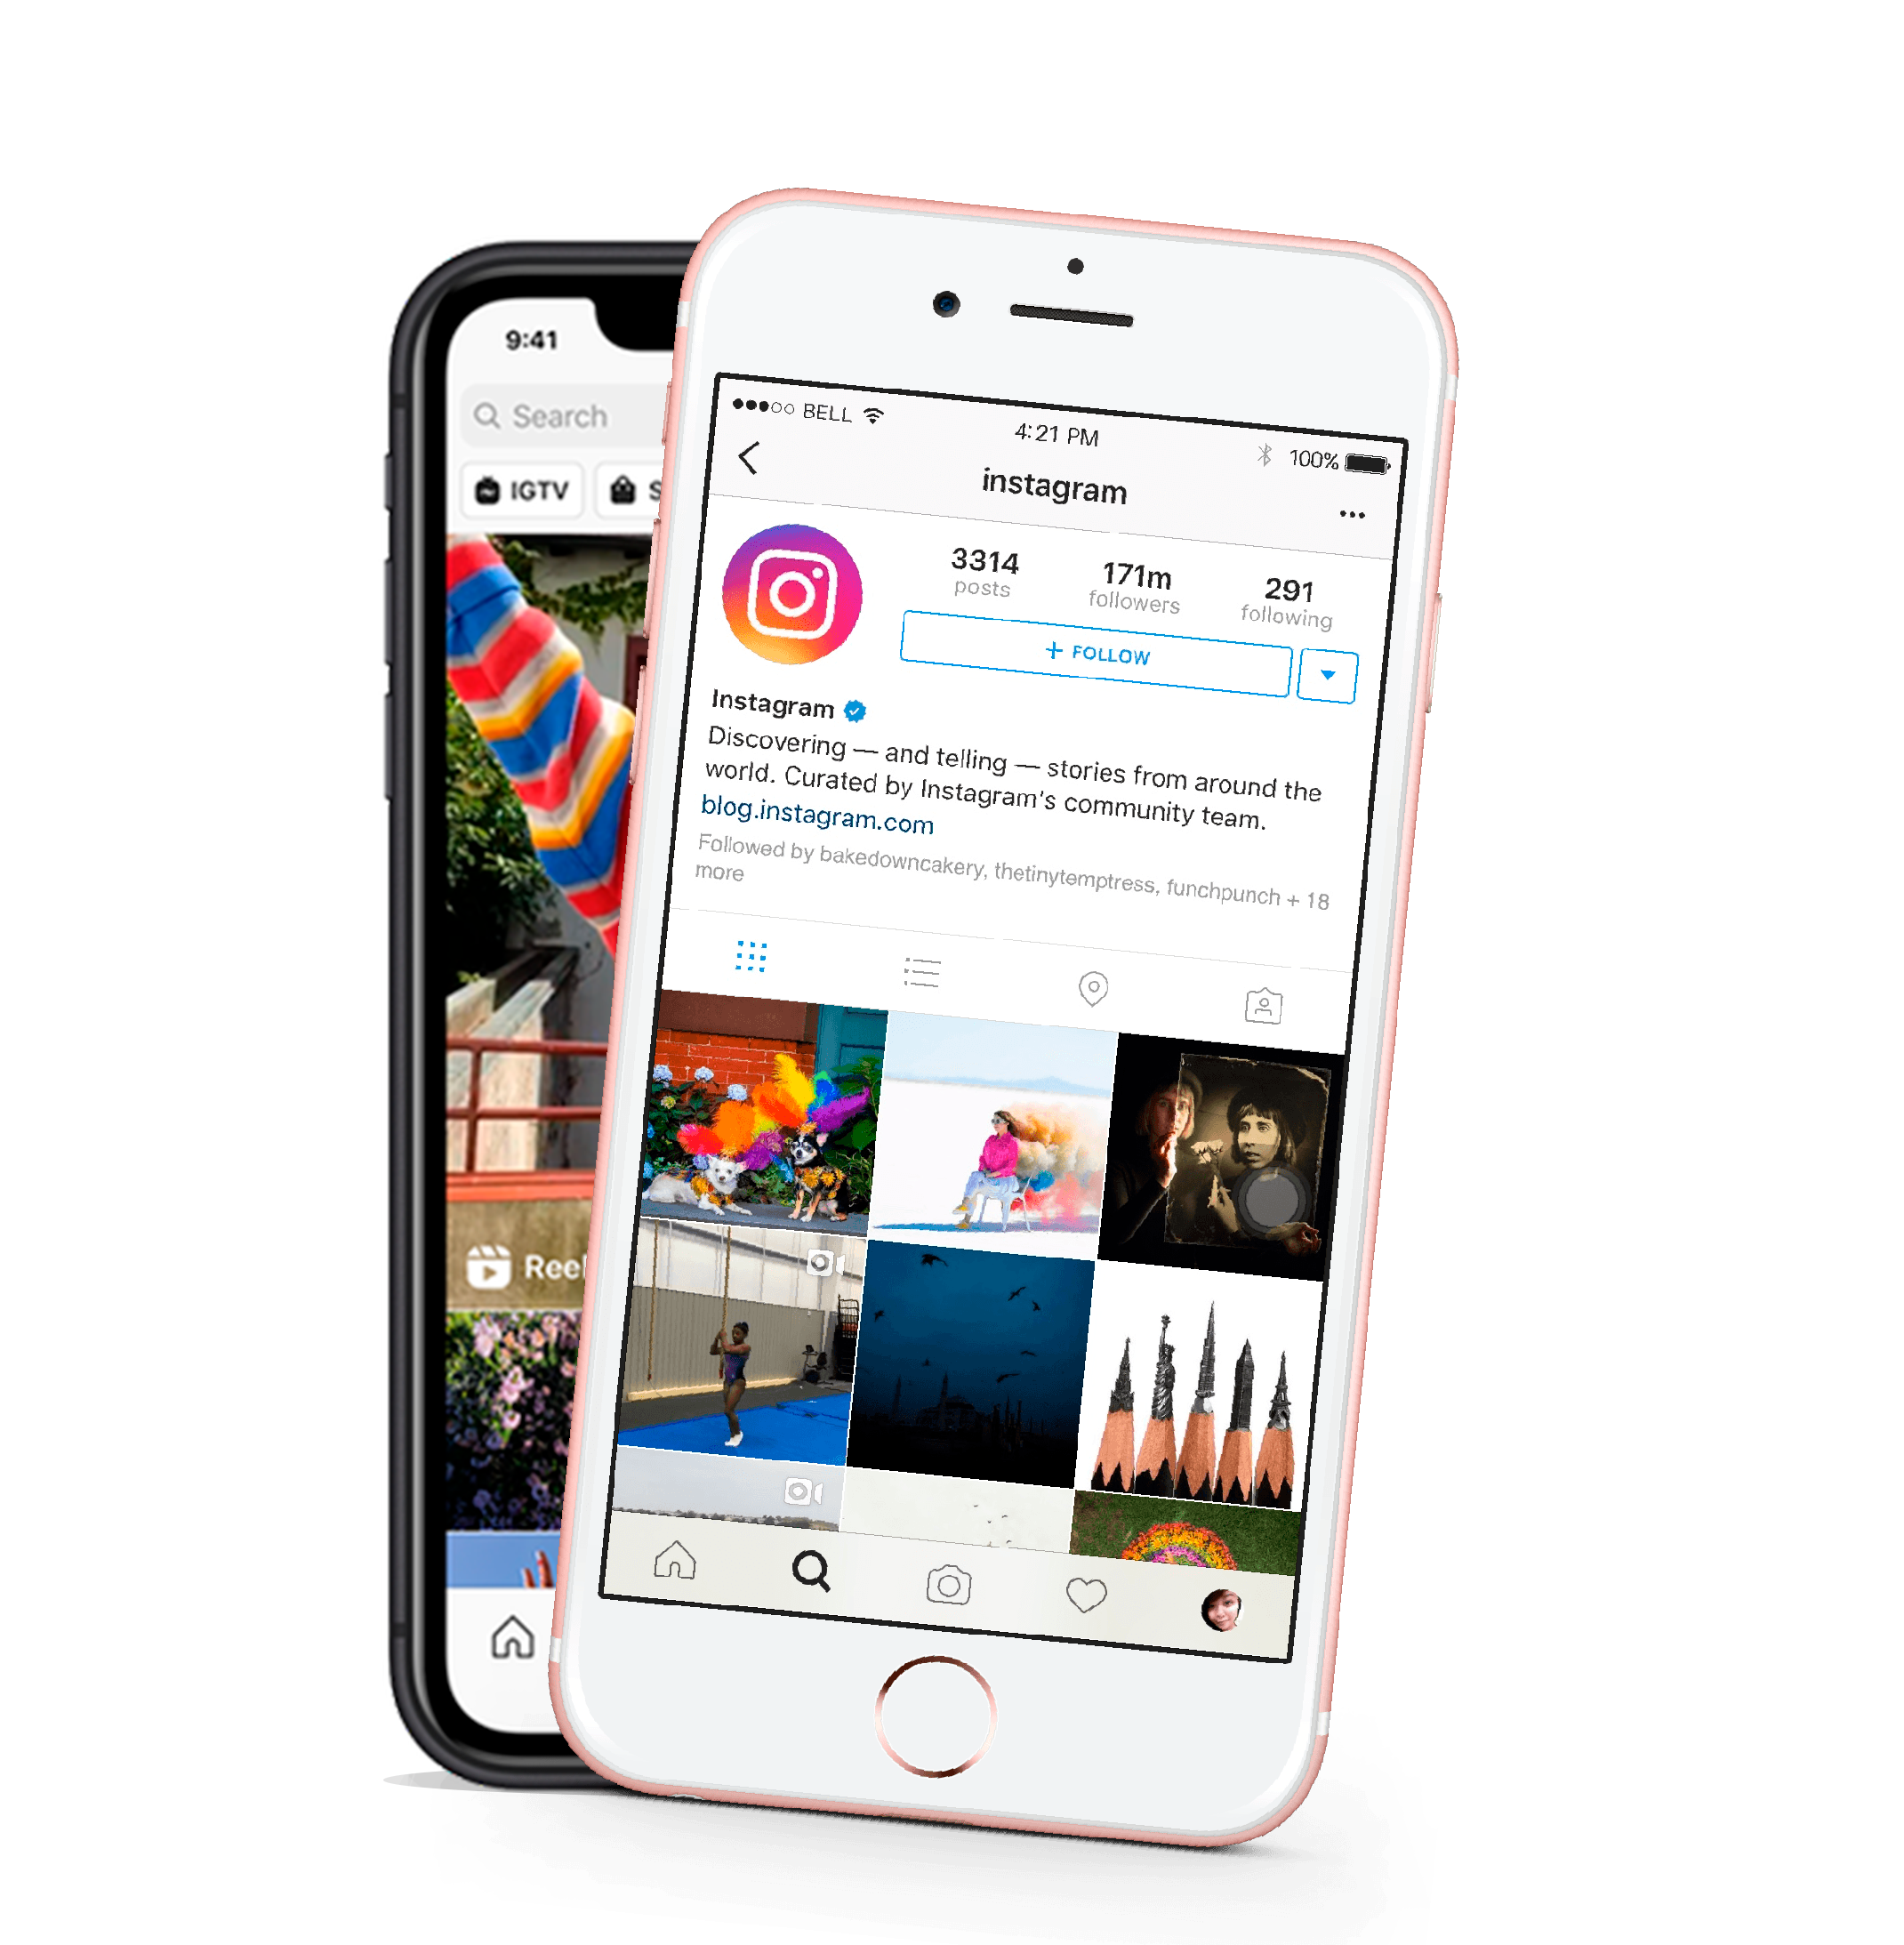 9:41
Search
IGTV
BELL
4:21 PM
100%
instagram
3314
posts
171m
followers
291
following
+ FOLLOW
Instagram
Discovering — and telling — stories from around the
world. Curated by Instagram's community team.
blog.instagram.com
Followed by bakedowncakery, thetinytemptress, funchpunch + 18
more